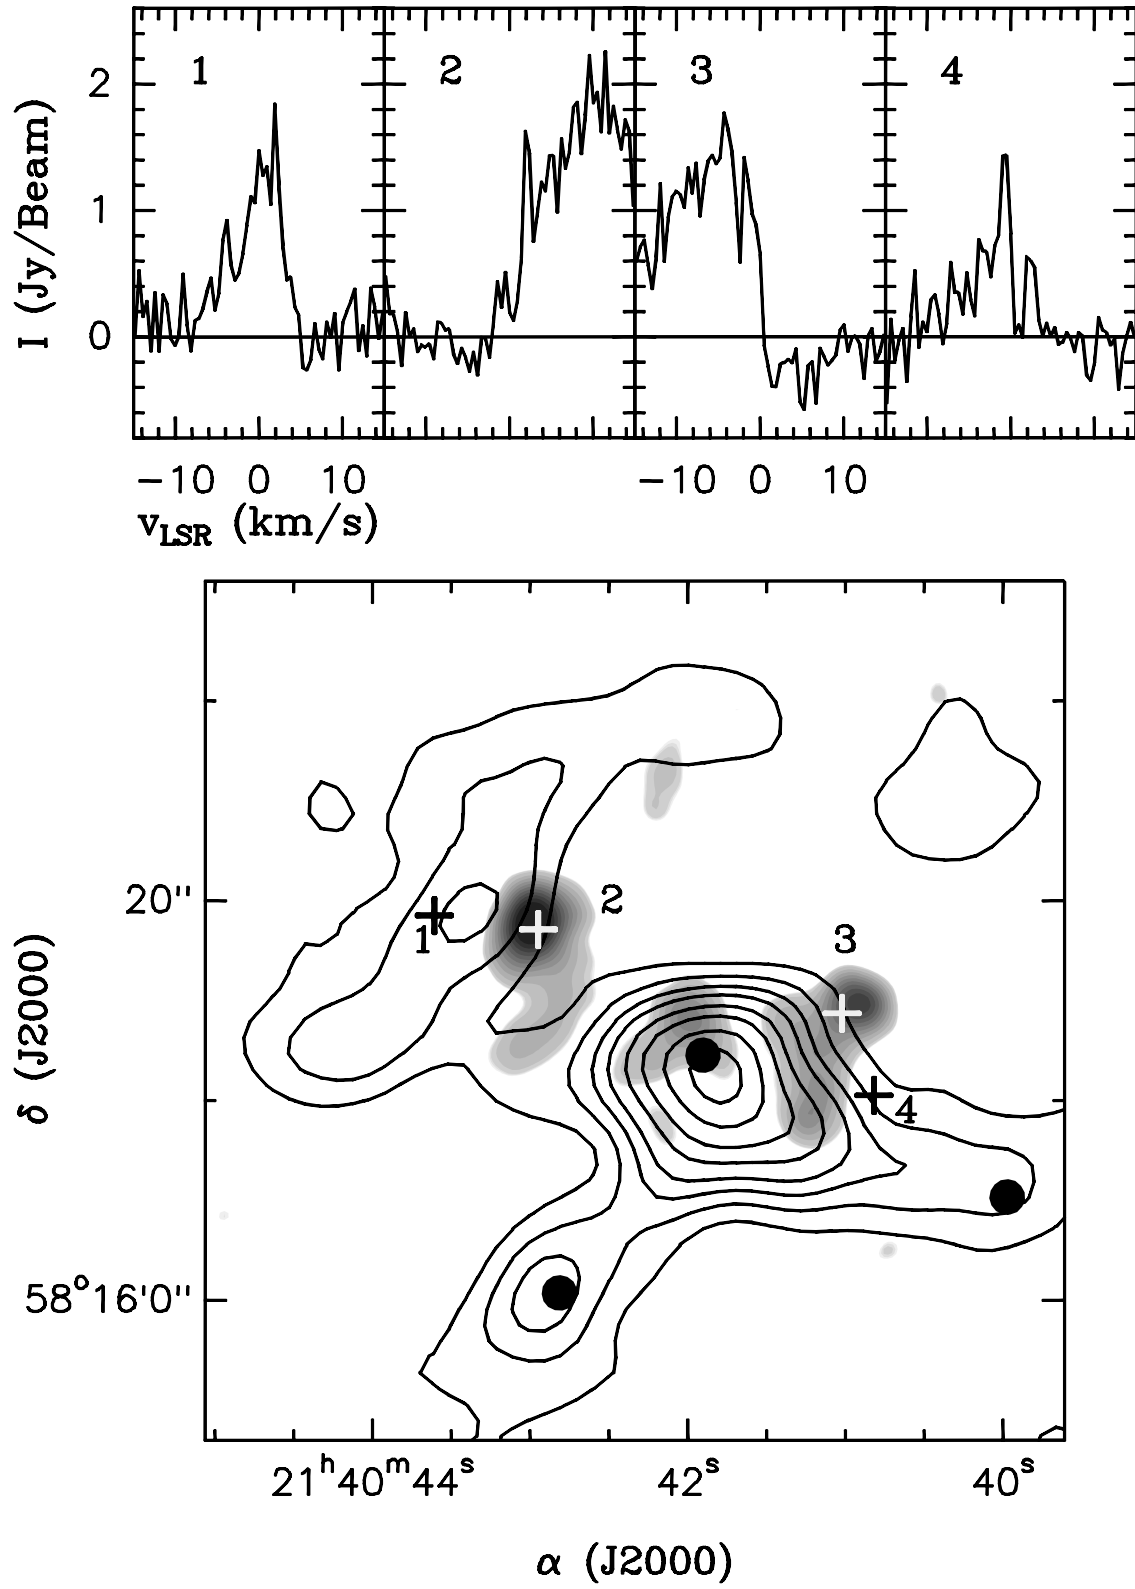 1 2 3 4
2
1
0
I (Jy/Beam)
−10 0 10 −10 0 10
v_LSR (km/s)
2
20"
3
1
4
δ (J2000)
58°16'0"
21ʰ40ᵐ44ˢ 42ˢ 40ˢ
α (J2000)